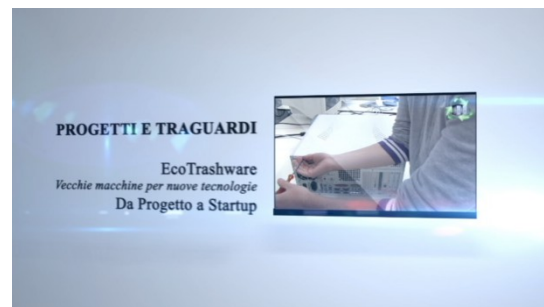 PROGETTI E TRAGUARDI
EcoTrashware
Vecchie macchine per nuove tecnologie
Da Progetto a Startup